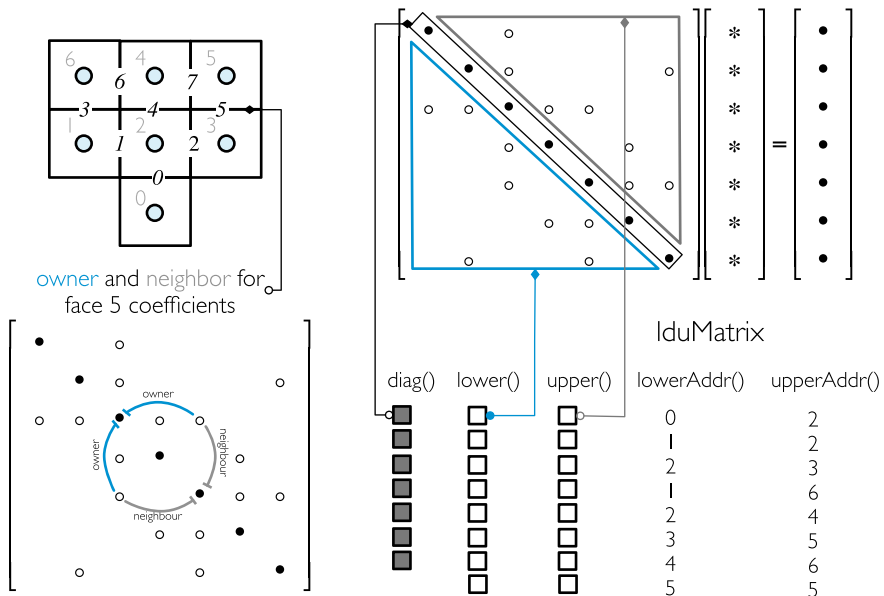 6 4 5
6 7
3 4 5
1 2 3
1 2
0
0
owner and neighbor for
face 5 coefficients
owner
owner
neighbour
neighbour
* 
*
*
* =
*
*
*
lduMatrix
diag() lower() upper() lowerAddr() upperAddr()
0 2
1 2
2 3
1 6
2 4
3 5
4 6
5 5